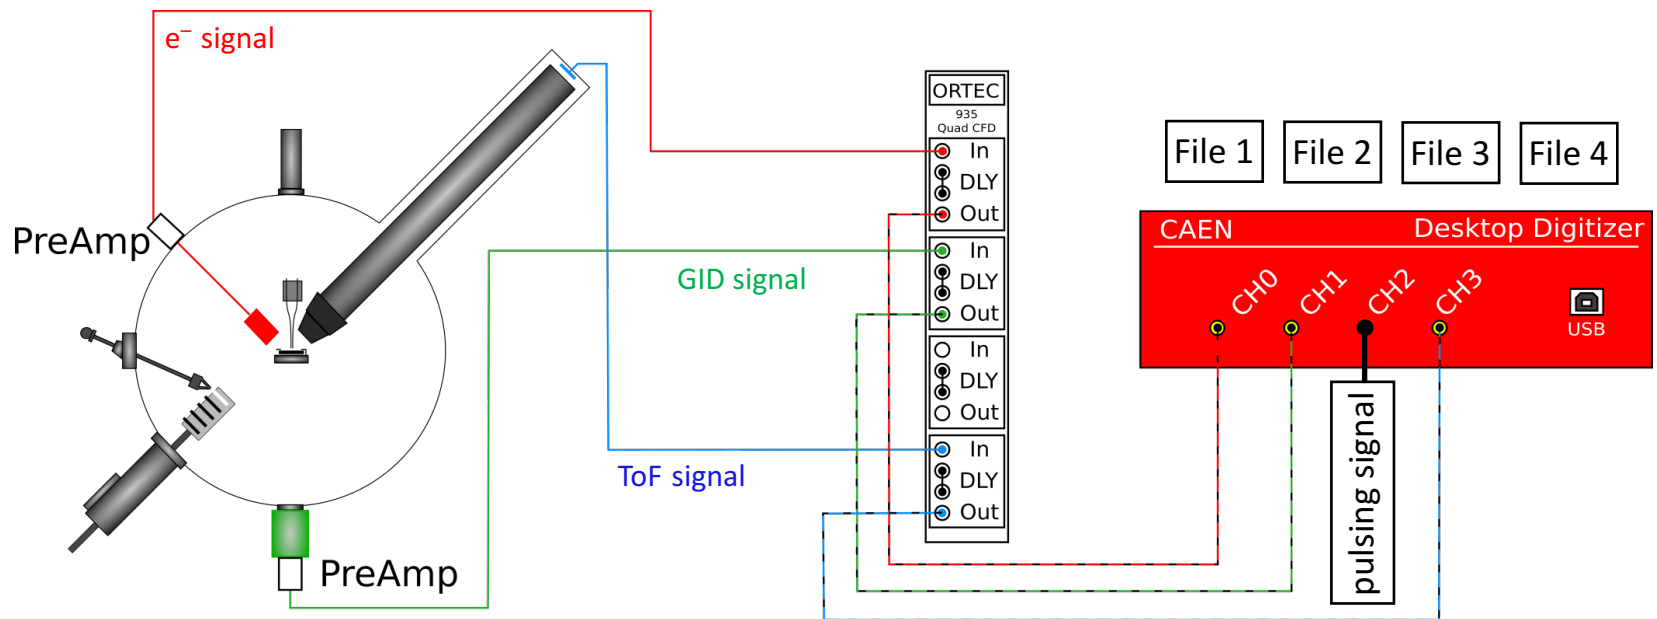 e⁻ signal
PreAmp
PreAmp
GID signal
ToF signal
ORTEC
935
Quad CFD
In
DLY
Out
In
DLY
Out
In
DLY
Out
In
DLY
Out
File 1
File 2
File 3
File 4
CAEN
Desktop Digitizer
CH0
CH1
CH2
CH3
USB
pulsing signal